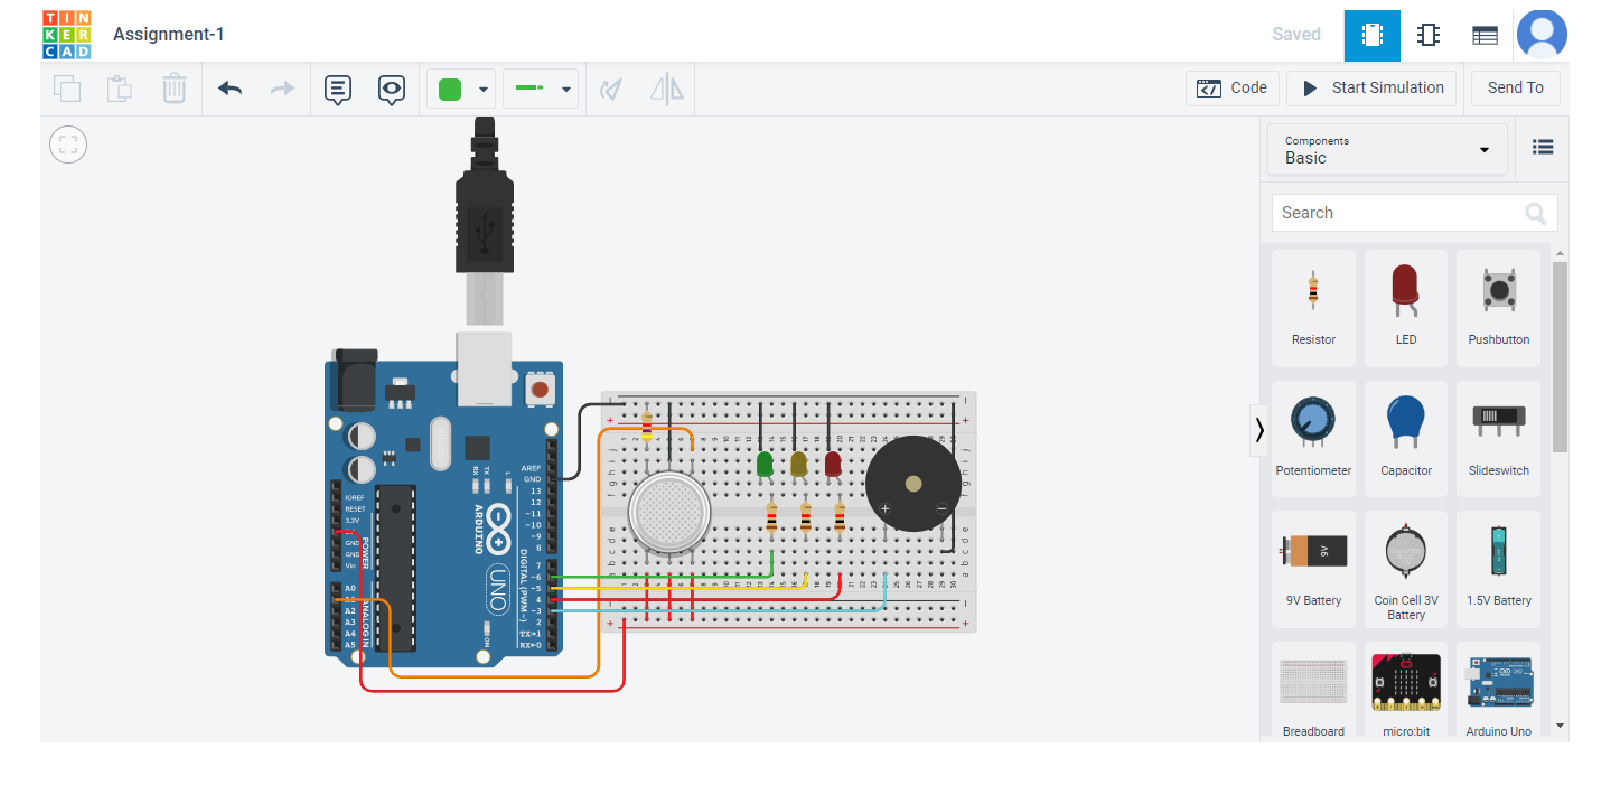 TIN
KER
CAD
Assignment-1
Saved
Code
Start Simulation
Send To
Components
Basic
Search
Resistor
LED
Pushbutton
Potentiometer
Capacitor
Slideswitch
9V Battery
Coin Cell 3V
Battery
1.5V Battery
Breadboard
micro:bit
Arduino Uno
AREF
GND
13
12
~11
~10
~9
8
7
~6
~5
4
~3
2
TX→1
RX←0
DIGITAL (PWM~)
IOREF
RESET
3.3V
GND
GND
Vin
POWER
A0
A1
A2
A3
A4
A5
ANALOG IN
TX
RX
ON
ARDUINO
UNO